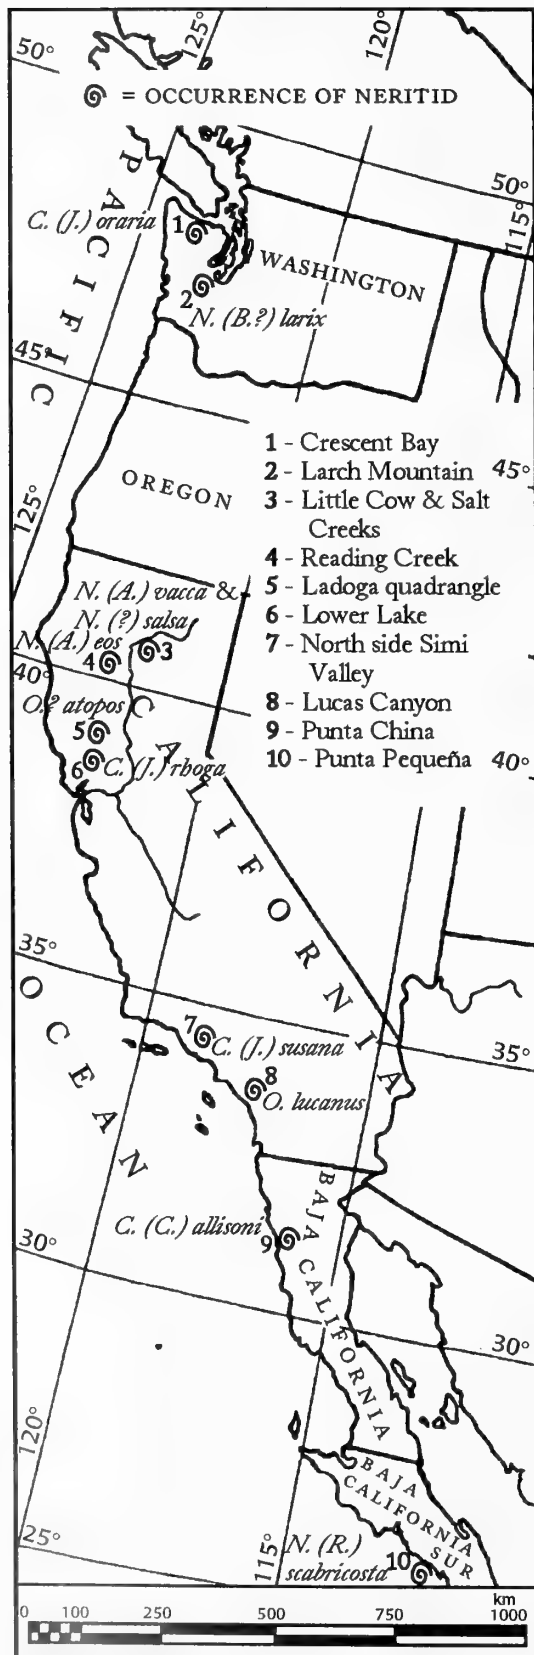 125°
120°
50°
= OCCURRENCE OF NERITID
50°
115°
PACIFIC
C. (J.) oraria
1
WASHINGTON
2
N. (B.?) larix
45°
1 - Crescent Bay
2 - Larch Mountain
45°
3 - Little Cow & Salt
Creeks
4 - Reading Creek
5 - Ladoga quadrangle
6 - Lower Lake
7 - North side Simi
Valley
8 - Lucas Canyon
9 - Punta China
10 - Punta Pequeña
40°
OREGON
125°
N. (A.) vacca &
N. (?) salsa
N. (A.) eos
4
3
40°
O.? atopos
5
6
C. (J.) rhoga
CALIFORNIA
35°
OCEAN
7
C. (J.) susana
35°
8
O. lucanus
C. (C.) allisoni
9
BAJA CALIFORNIA
30°
30°
120°
BAJA
CALIFORNIA
SUR
25°
115°
N. (R.)
scabricosta
10
km
0 100 250 500 750 1000